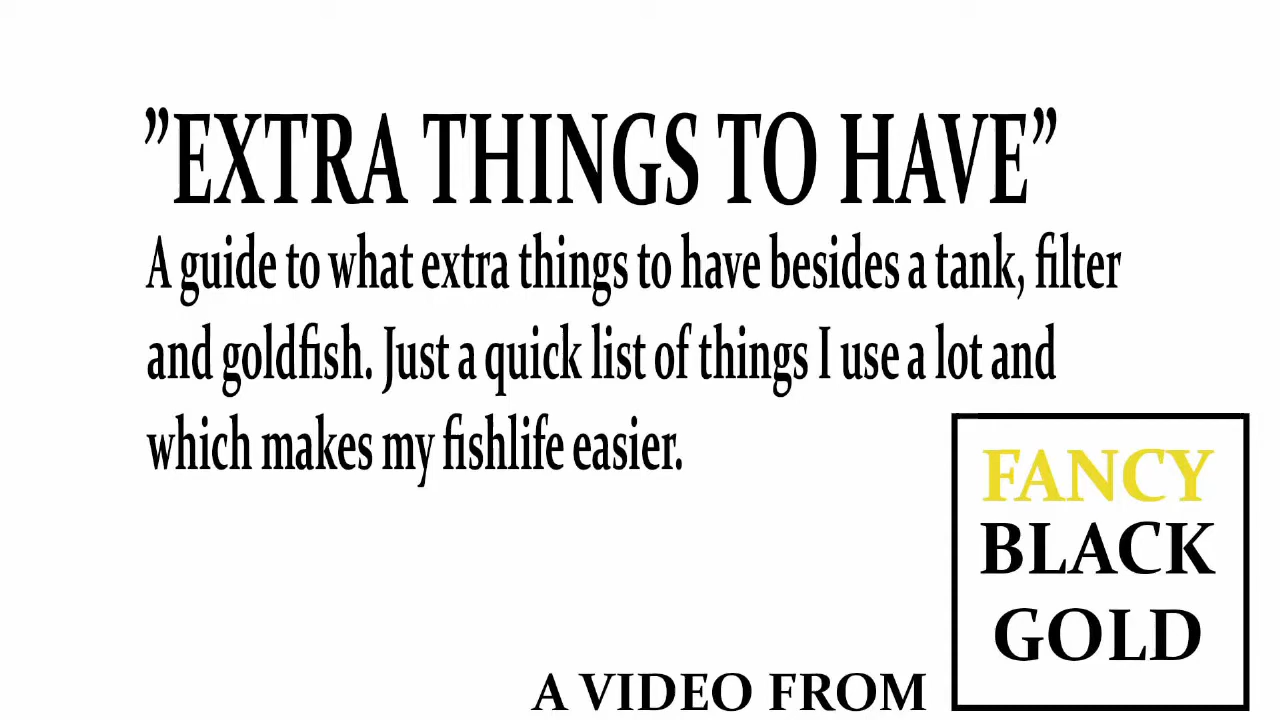 ”EXTRA THINGS TO HAVE”
A guide to what extra things to have besides a tank, filter
and goldfish. Just a quick list of things I use a lot and
which makes my fishlife easier.
FANCY
BLACK
GOLD
A VIDEO FROM